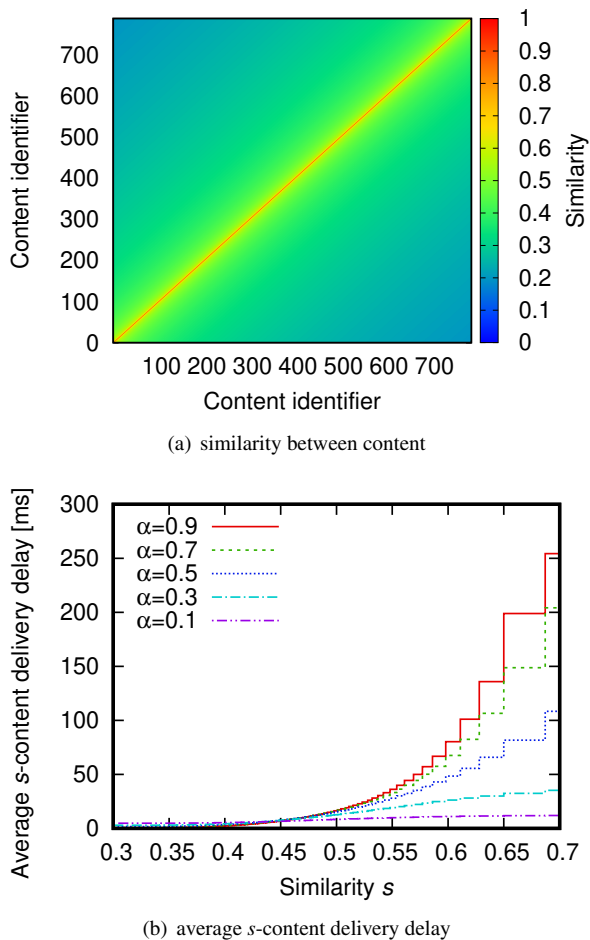 Content identifier
700
600
500
400
300
200
100
0
100 200 300 400 500 600 700
Content identifier
1
0.9
0.8
0.7
0.6
0.5
0.4
0.3
0.2
0.1
0
Similarity
(a) similarity between content
Average s-content delivery delay [ms]
300
250
200
150
100
50
0
α=0.9
α=0.7
α=0.5
α=0.3
α=0.1
0.3 0.35 0.4 0.45 0.5 0.55 0.6 0.65 0.7
Similarity s
(b) average s-content delivery delay